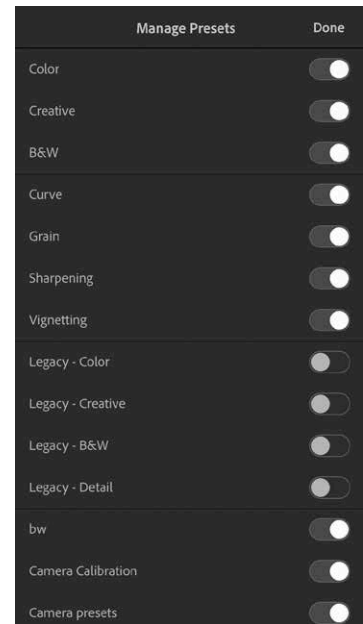 Manage Presets Done
Color
Creative
B&W
Curve
Grain
Sharpening
Vignetting
Legacy - Color
Legacy - Creative
Legacy - B&W
Legacy - Detail
bw
Camera Calibration
Camera presets